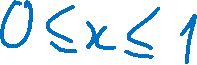 0 ≤ x ≤ 1